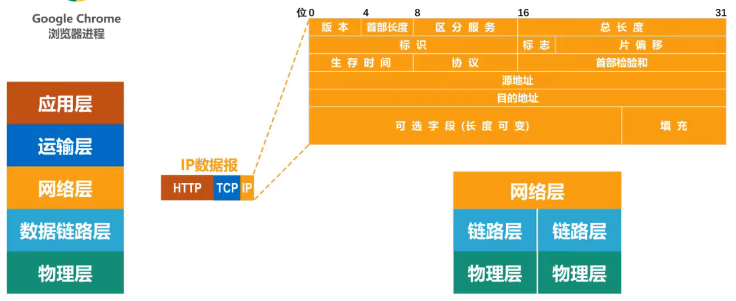 Google Chrome
浏览器进程
位 0 4 8 16 31
版本 首部长度 区分服务 总长度
标识 标志 片偏移
生存时间 协议 首部检验和
源地址
目的地址
可选字段(长度可变) 填充
应用层
运输层
网络层
数据链路层
物理层
IP数据报
HTTP TCP IP
网络层
链路层 链路层
物理层 物理层